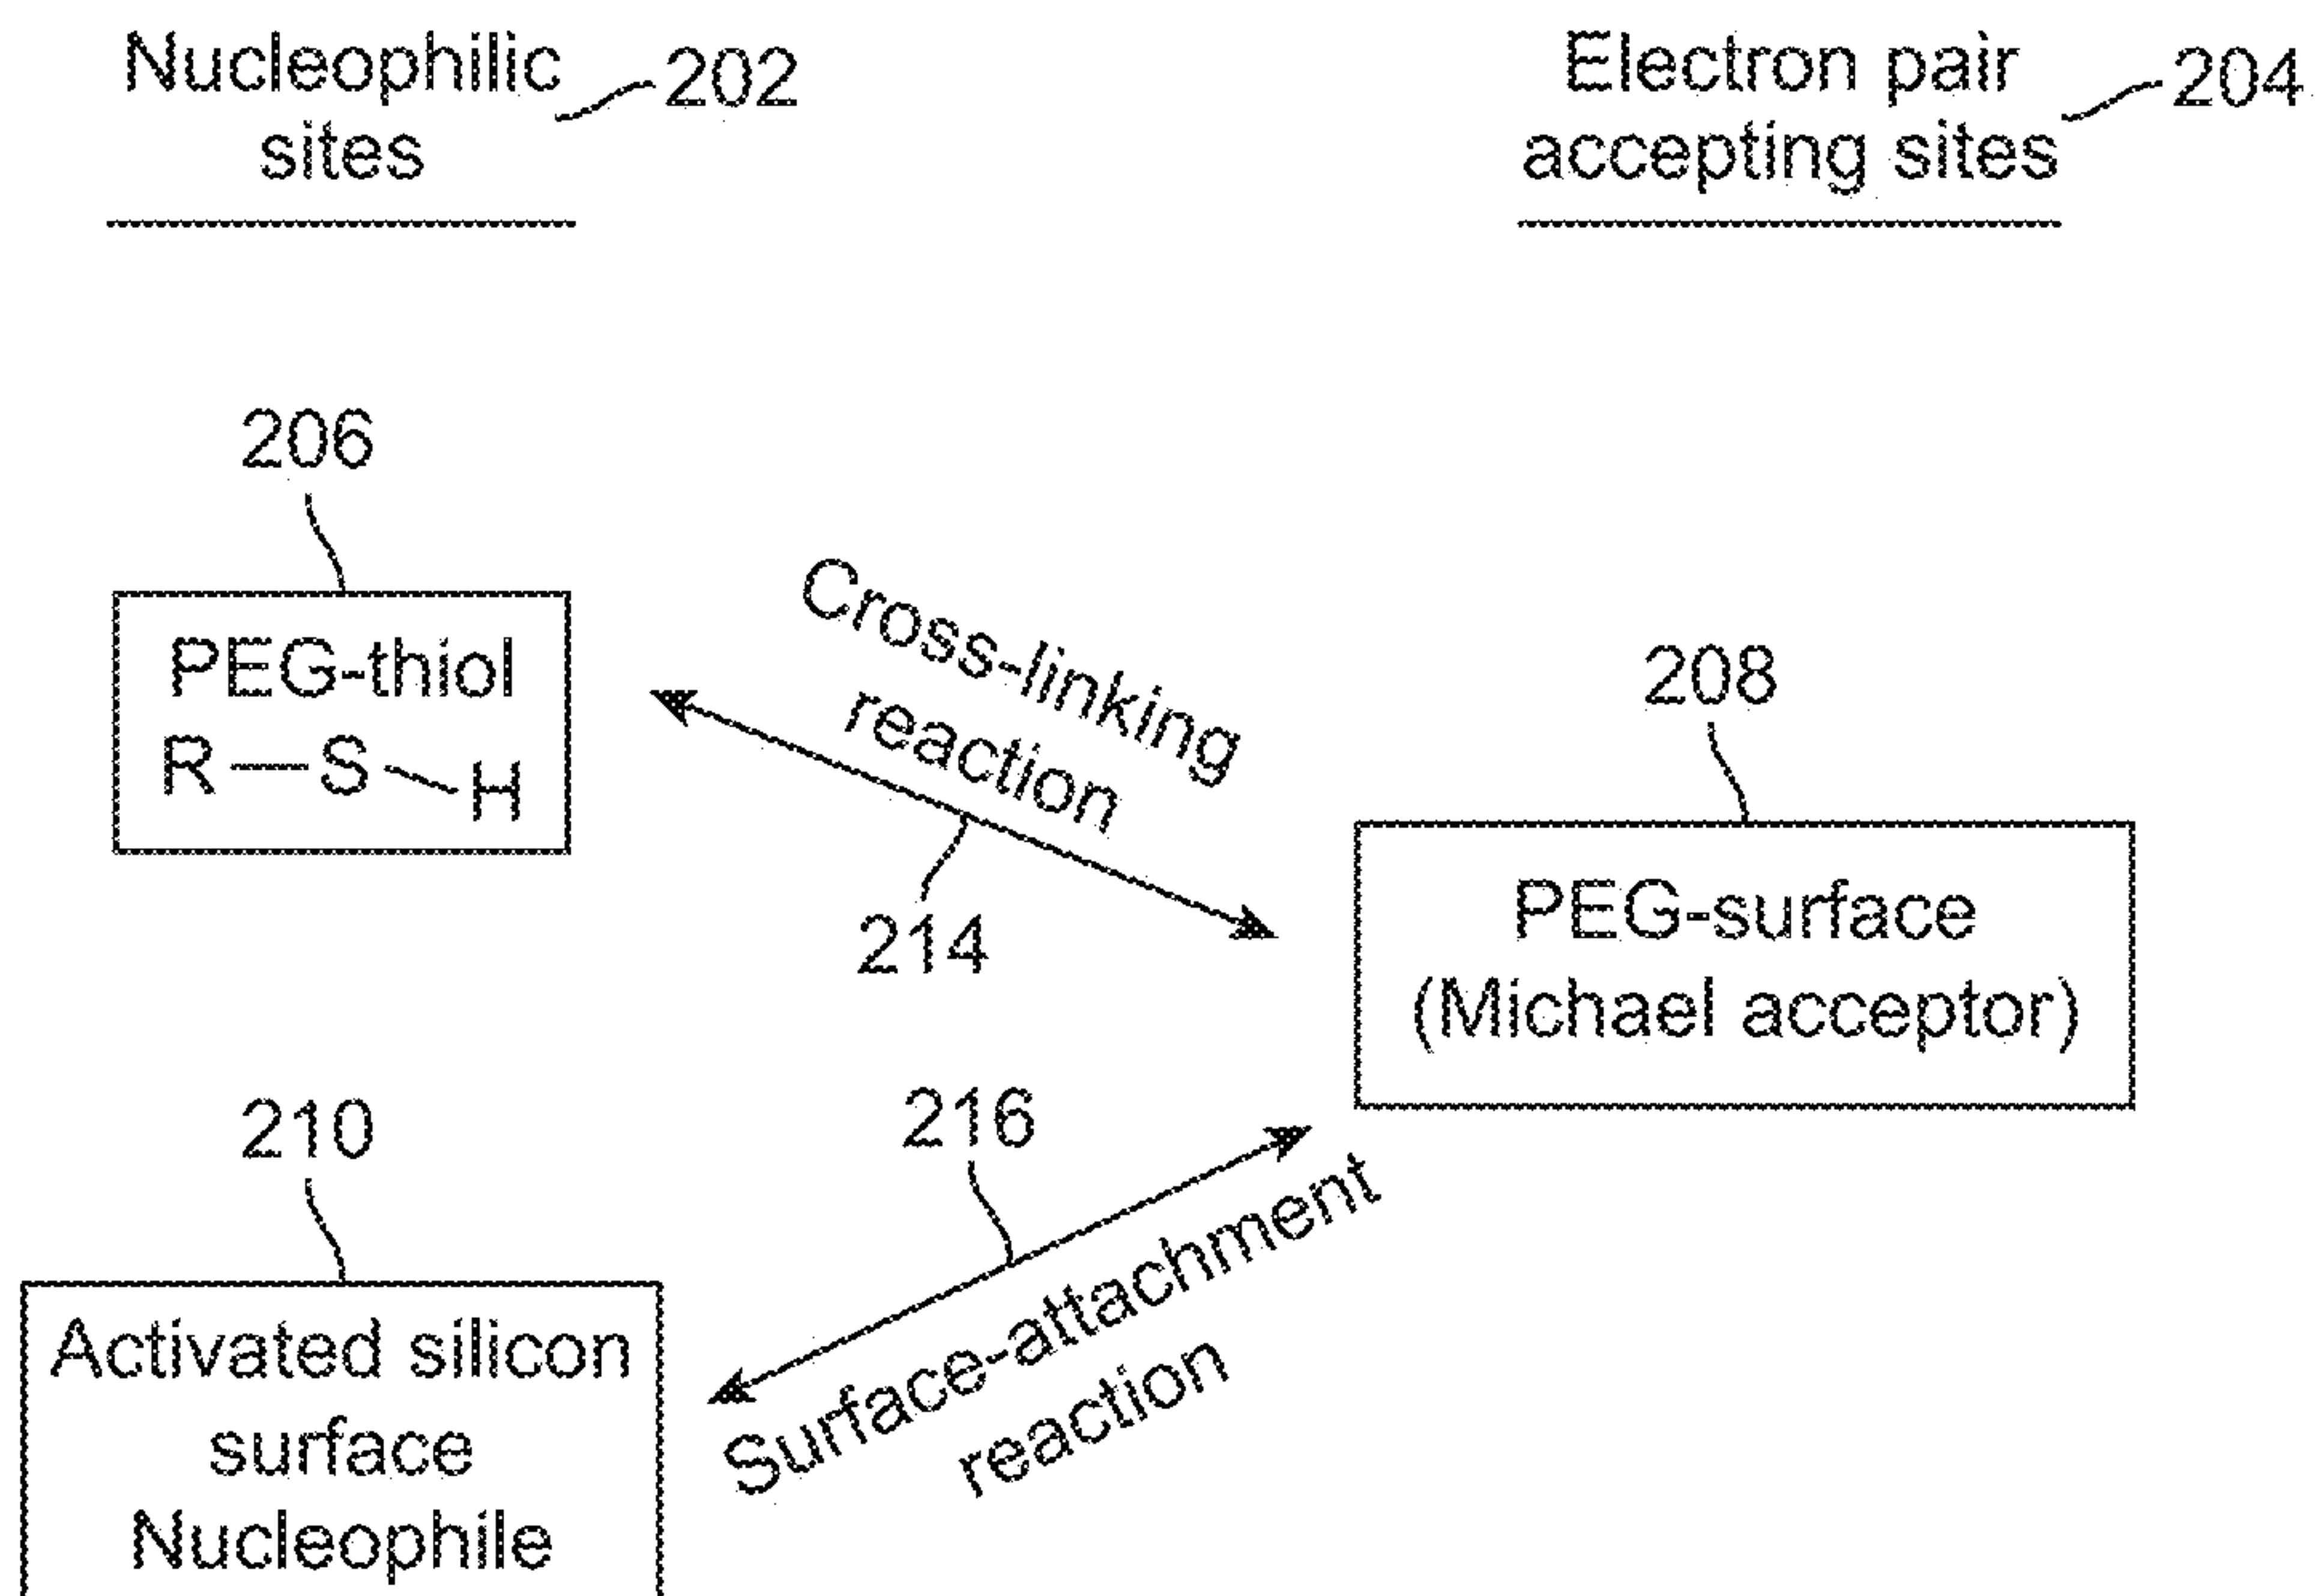 Nucleophilic
sites
202
Electron pair
accepting sites
204
206
PEG-thiol
R—S—H
Cross-linking
reaction
214
208
PEG-surface
(Michael acceptor)
216
Surface-attachment
reaction
210
Activated silicon
surface
Nucleophile